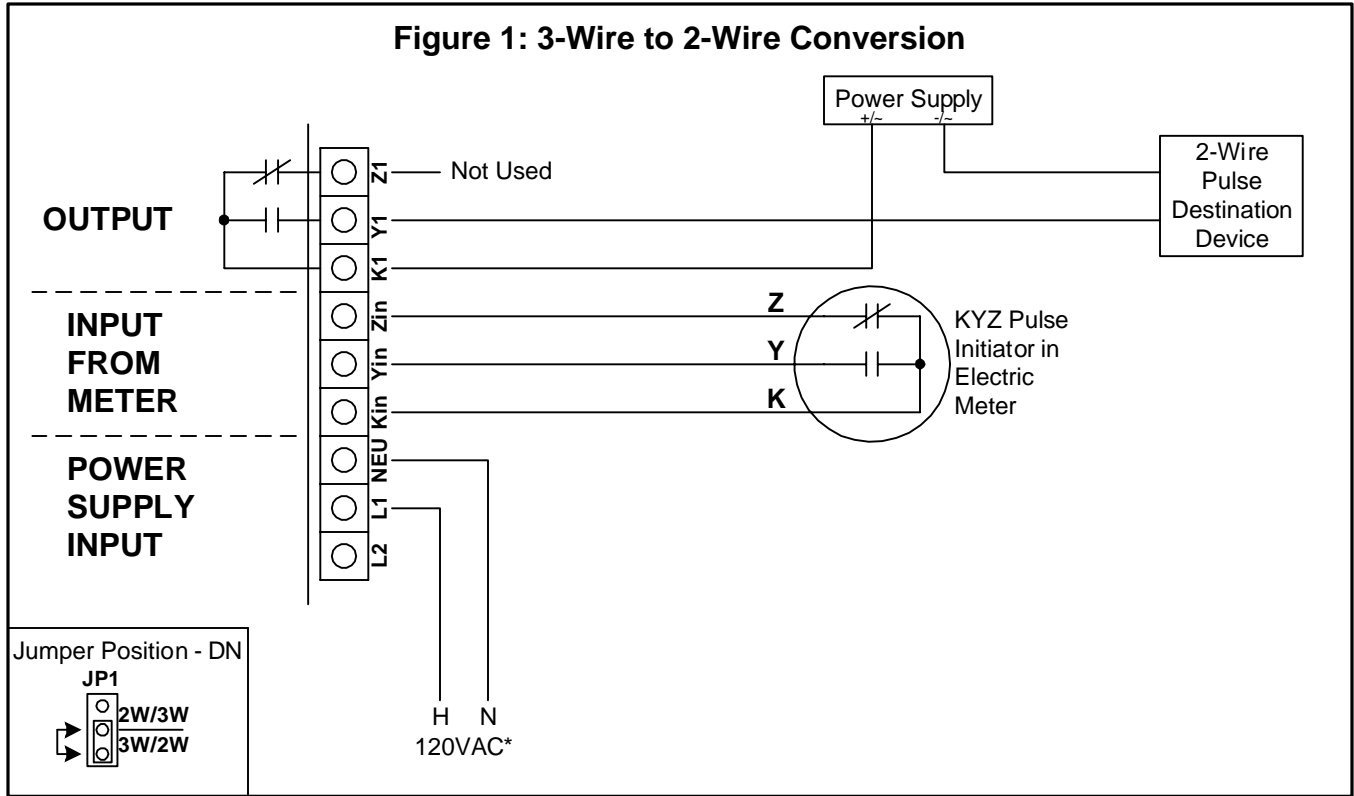 Figure 1: 3-Wire to 2-Wire Conversion
Power Supply
+/~ -/~
2-Wire
Pulse
Destination
Device
OUTPUT
Z1
Not Used
Y1
K1
INPUT
FROM
METER
Zin
Yin
Kin
Z
Y
K
KYZ Pulse
Initiator in
Electric
Meter
POWER
SUPPLY
INPUT
NEU
L1
L2
H N
120VAC*
Jumper Position - DN
JP1
2W/3W
3W/2W